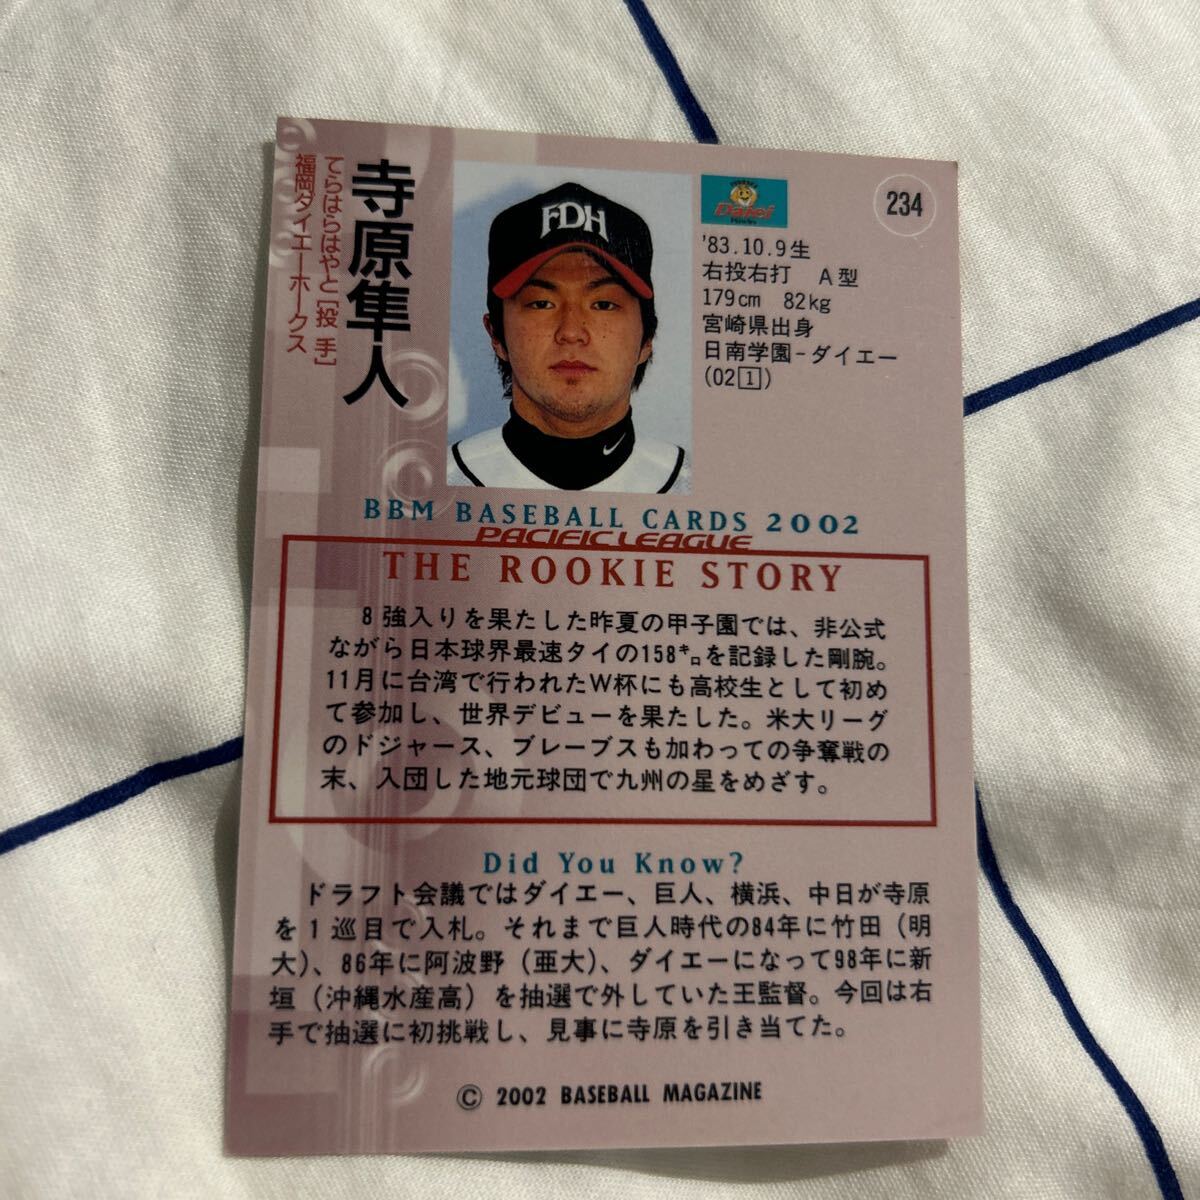 寺原隼人
てらはらはやと［投 手］
福岡ダイエーホークス
FDH
Daiei
234
'83.10.9生
右投右打 A型
179cm 82kg
宮崎県出身
日南学園-ダイエー
(02[1])
BBM BASEBALL CARDS 2002
PACIFIC LEAGUE
THE ROOKIE STORY
8強入りを果たした昨夏の甲子園では、非公式
ながら日本球界最速タイの158㌔を記録した剛腕。
11月に台湾で行われたW杯にも高校生として初め
て参加し、世界デビューを果たした。米大リーグ
のドジャース、ブレーブスも加わっての争奪戦の
末、入団した地元球団で九州の星をめざす。
Did You Know?
ドラフト会議ではダイエー、巨人、横浜、中日が寺原
を1巡目で入札。それまで巨人時代の84年に竹田（明
大）、86年に阿波野（亜大）、ダイエーになって98年に新
垣（沖縄水産高）を抽選で外していた王監督。今回は右
手で抽選に初挑戦し、見事に寺原を引き当てた。
© 2002 BASEBALL MAGAZINE